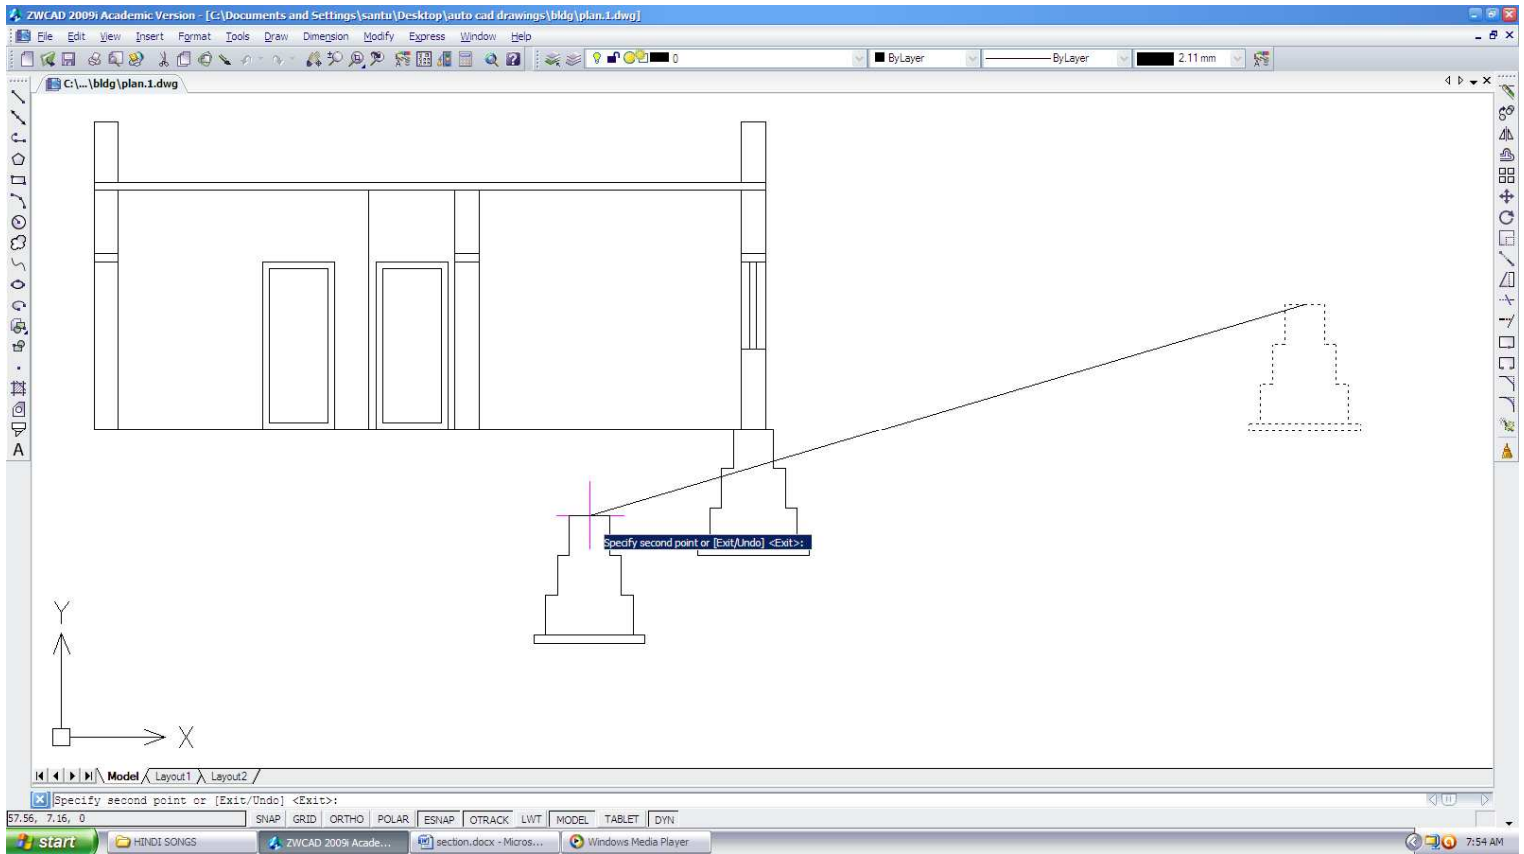 ZWCAD 2009i Academic Version - [C:\Documents and Settings\santu\Desktop\auto cad drawings\bldg\plan.1.dwg]
File Edit View Insert Format Tools Draw Dimension Modify Express Window Help
0 ByLayer ByLayer 2.11 mm
C:\...\bldg\plan.1.dwg
Specify second point or [Exit/Undo] <Exit>:
Y
X
Model Layout1 Layout2
Specify second point or [Exit/Undo] <Exit>:
57.56, 7.16, 0 SNAP GRID ORTHO POLAR ESNAP OTRACK LWT MODEL TABLET DYN
start HINDI SONGS ZWCAD 2009i Acade... section.docx - Micros... Windows Media Player 7:54 AM